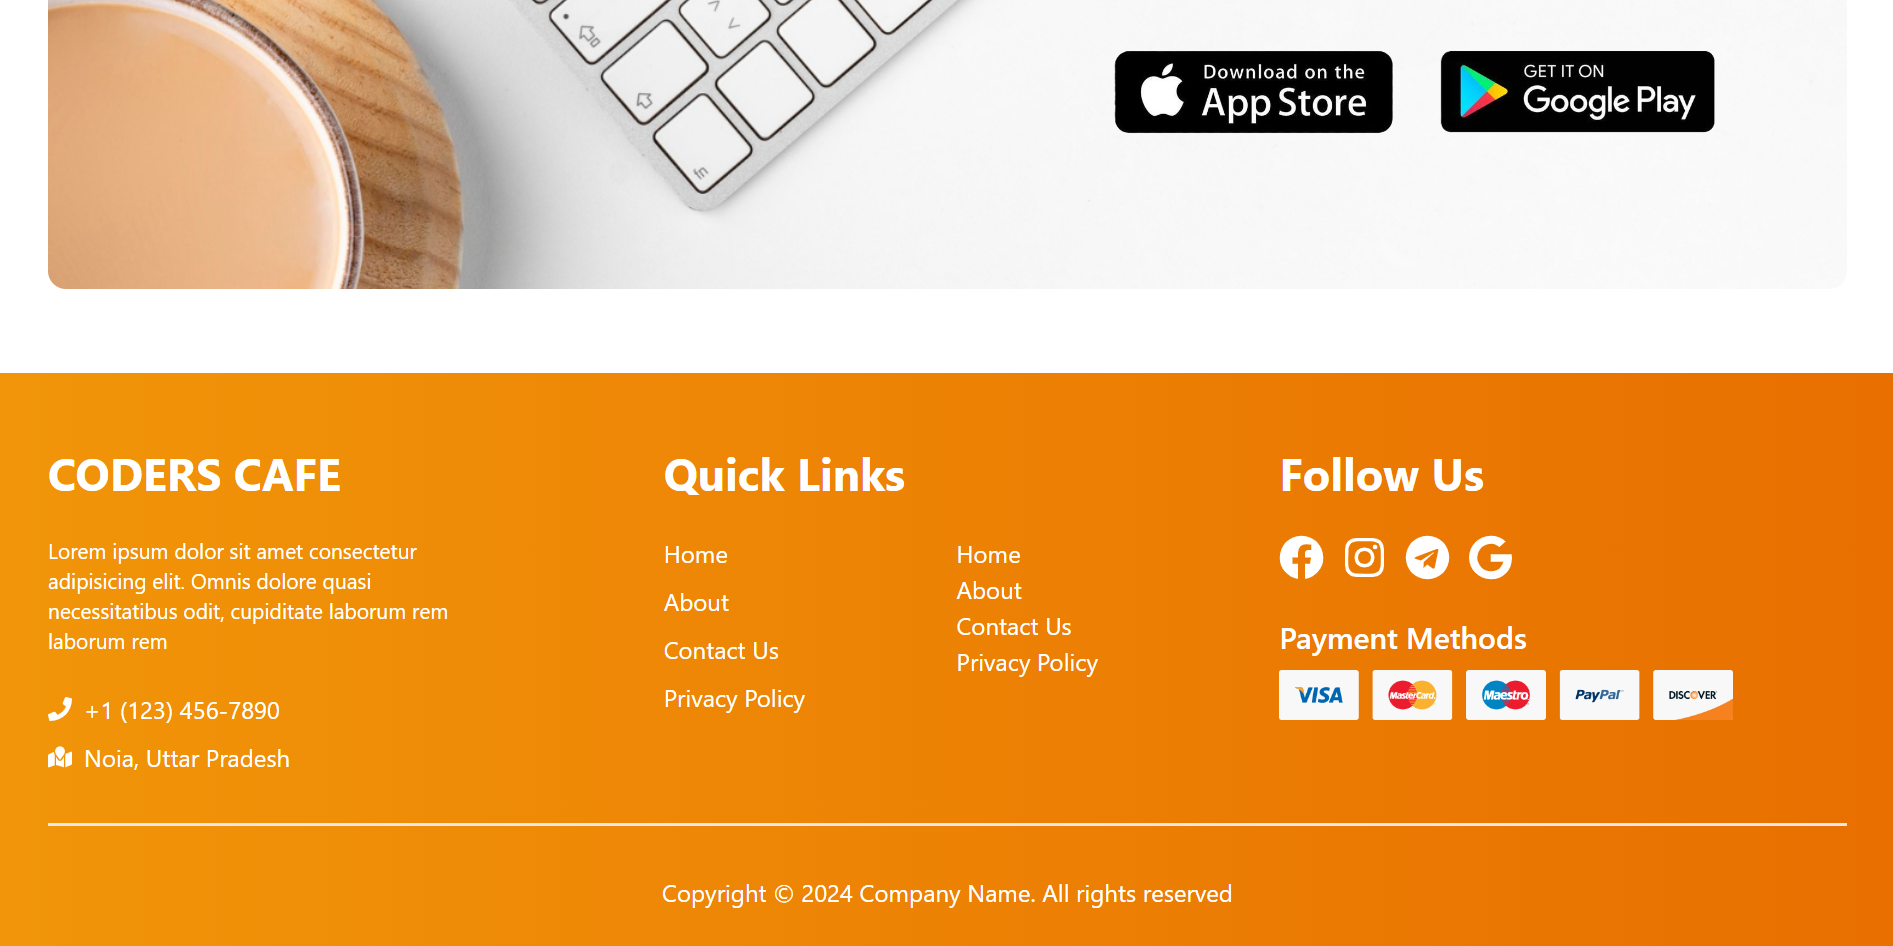 fn
Download on the
App Store
GET IT ON
Google Play
CODERS CAFE
Lorem ipsum dolor sit amet consectetur
adipisicing elit. Omnis dolore quasi
necessitatibus odit, cupiditate laborum rem
laborum rem
+1 (123) 456-7890
Noia, Uttar Pradesh
Quick Links
Home
About
Contact Us
Privacy Policy
Home
About
Contact Us
Privacy Policy
Follow Us
Payment Methods
VISA
MasterCard
Maestro
PayPal
DISCOVER
Copyright © 2024 Company Name. All rights reserved